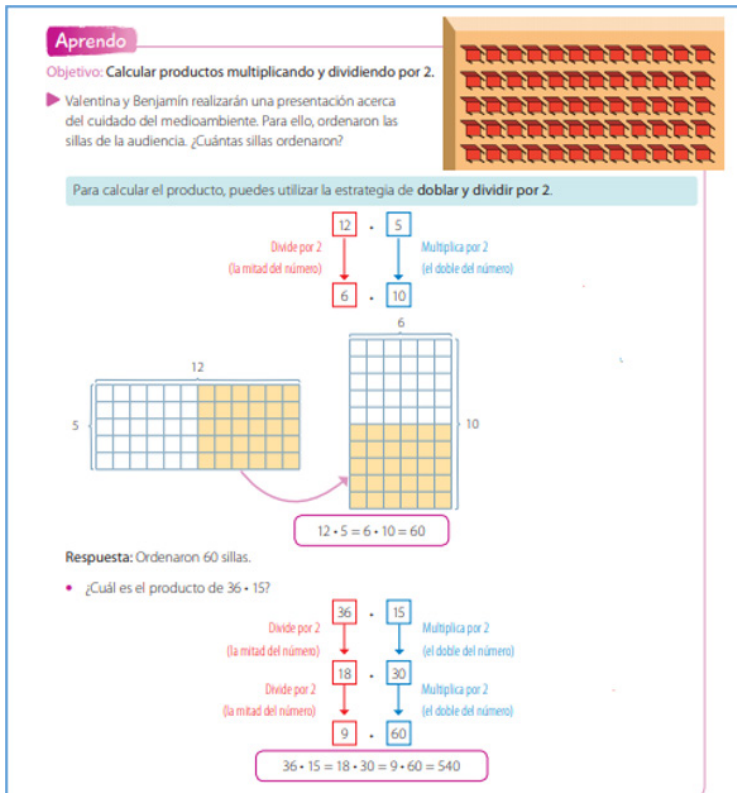 Aprendo
Objetivo: Calcular productos multiplicando y dividiendo por 2.
Valentina y Benjamín realizarán una presentación acerca
del cuidado del medioambiente. Para ello, ordenaron las
sillas de la audiencia. ¿Cuántas sillas ordenaron?
Para calcular el producto, puedes utilizar la estrategia de doblar y dividir por 2.
12 • 5
Divide por 2
(la mitad del número)
Multiplica por 2
(el doble del número)
6 • 10
12
5
6
10
12 • 5 = 6 • 10 = 60
Respuesta: Ordenaron 60 sillas.
• ¿Cuál es el producto de 36 • 15?
36 • 15
Divide por 2
(la mitad del número)
Multiplica por 2
(el doble del número)
18 • 30
Divide por 2
(la mitad del número)
Multiplica por 2
(el doble del número)
9 • 60
36 • 15 = 18 • 30 = 9 • 60 = 540